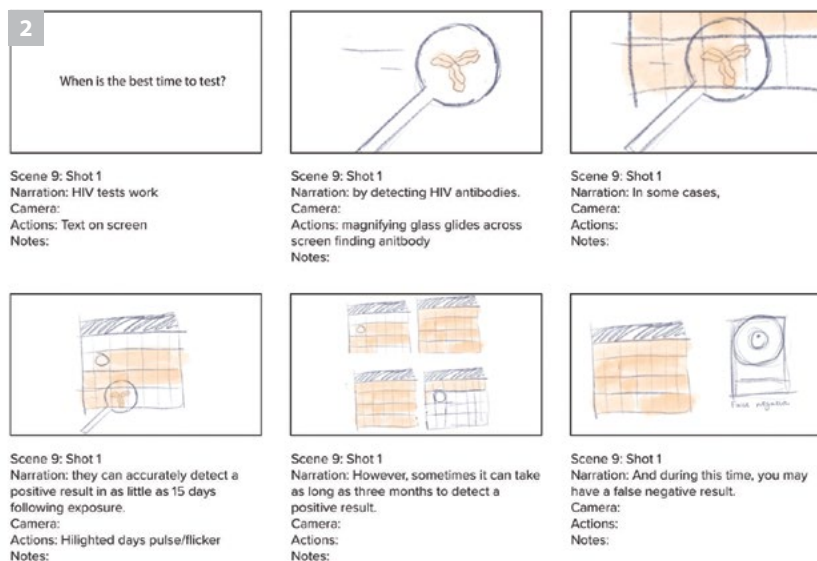 2
When is the best time to test?
Scene 9: Shot 1
Narration: HIV tests work
Camera:
Actions: Text on screen
Notes:
Scene 9: Shot 1
Narration: by detecting HIV antibodies.
Camera:
Actions: magnifying glass glides across
screen finding anitbody
Notes:
Scene 9: Shot 1
Narration: In some cases,
Camera:
Actions:
Notes:
Scene 9: Shot 1
Narration: they can accurately detect a
positive result in as little as 15 days
following exposure.
Camera:
Actions: Hilighted days pulse/flicker
Notes:
Scene 9: Shot 1
Narration: However, sometimes it can take
as long as three months to detect a
positive result.
Camera:
Actions:
Notes:
False negative
Scene 9: Shot 1
Narration: And during this time, you may
have a false negative result.
Camera:
Actions:
Notes: